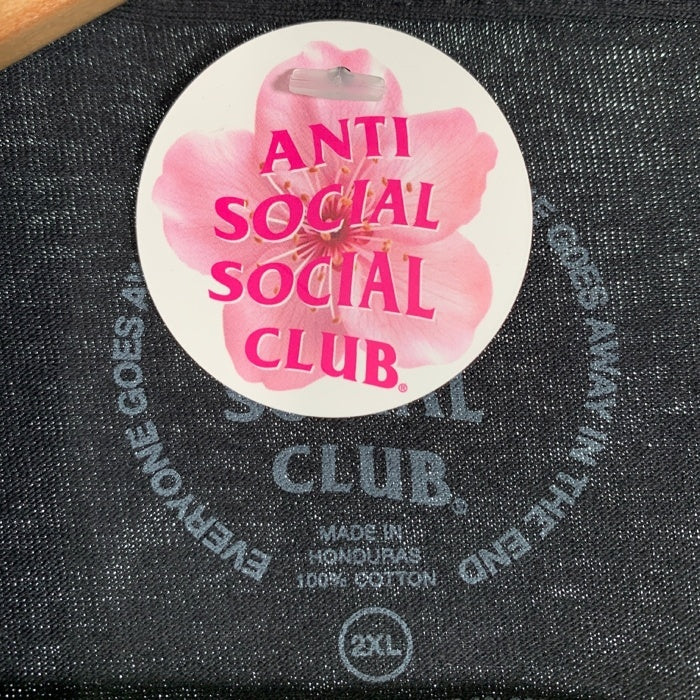 ANTI
SOCIAL
SOCIAL
CLUB®
CLUB®
EVERYONE GOES
GOES AWAY IN THE END
MADE IN
HONDURAS
100% COTTON
2XL